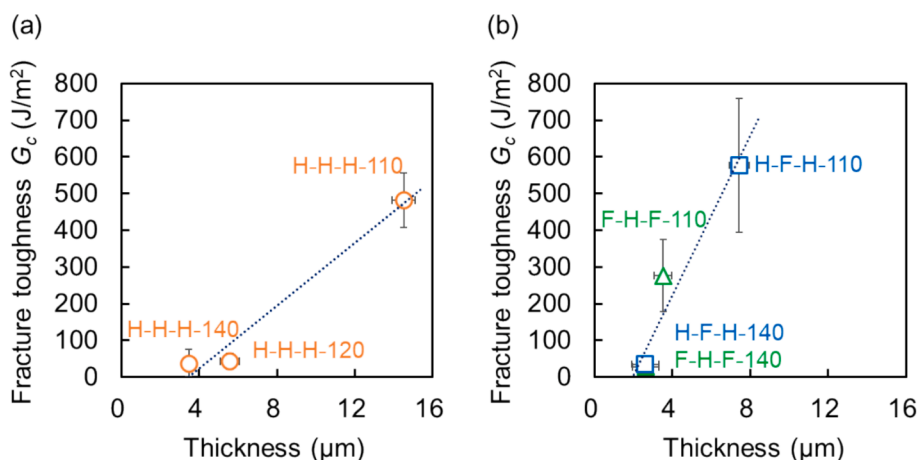 (a)
Fracture toughness Gc (J/m²)
800
700
600
500
400
300
200
100
0
H-H-H-110
H-H-H-140
H-H-H-120
0
4
8
12
16
Thickness (μm)
(b)
Fracture toughness Gc (J/m²)
800
700
600
500
400
300
200
100
0
H-F-H-110
F-H-F-110
H-F-H-140
F-H-F-140
0
4
8
12
16
Thickness (μm)